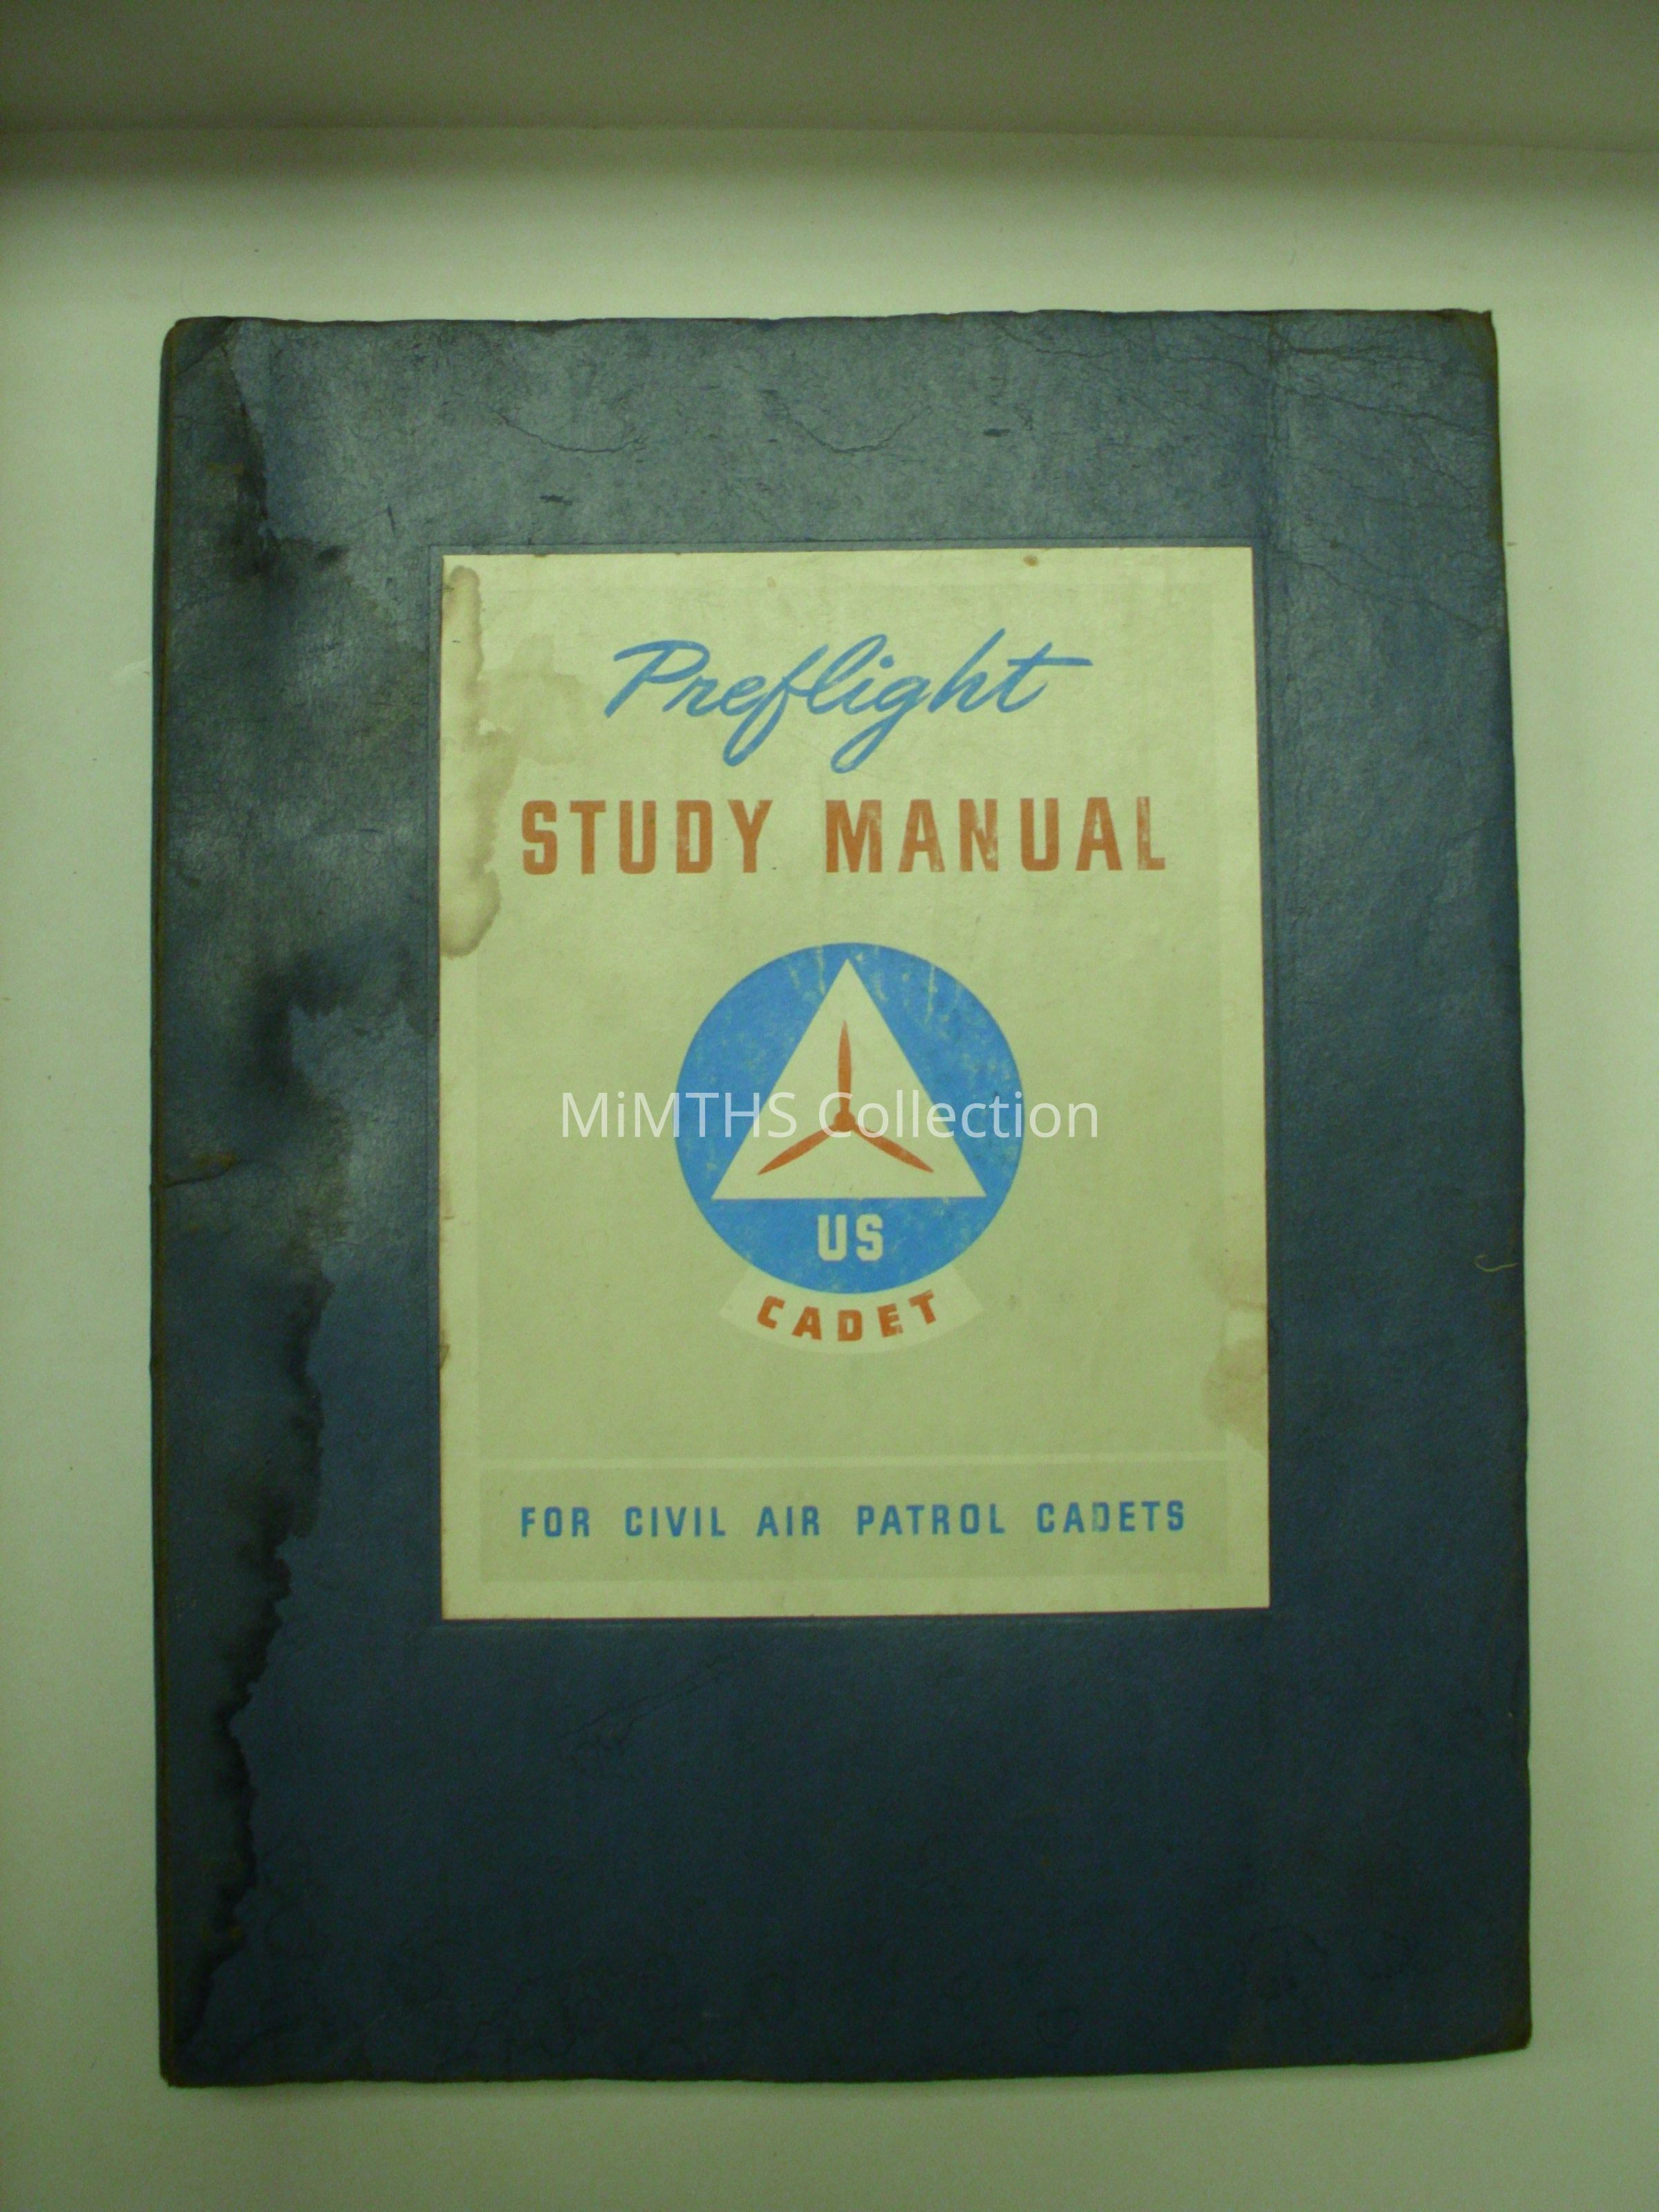 Preflight
STUDY MANUAL
MiMTHS Collection
US
CADET
FOR CIVIL AIR PATROL CADETS